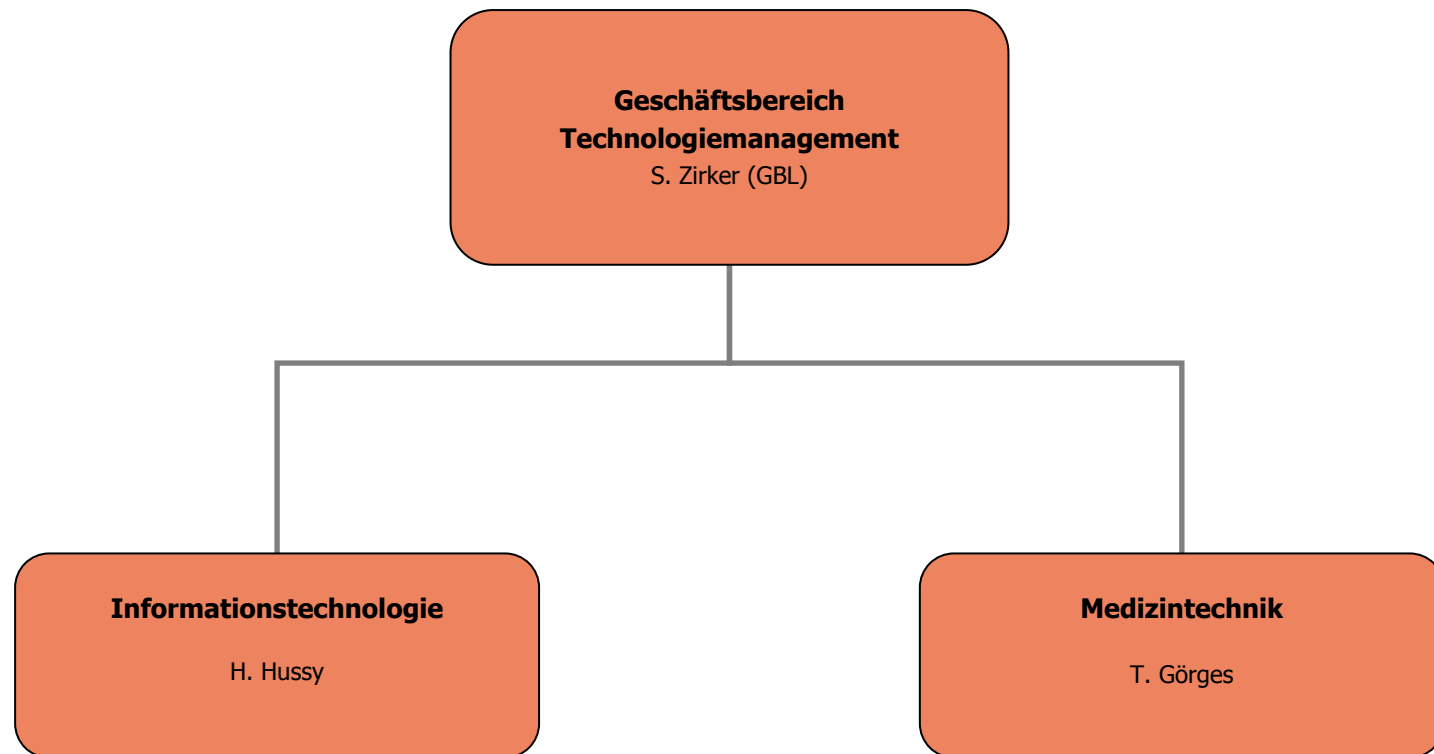 Geschäftsbereich
Technologiemanagement
S. Zirker (GBL)
Informationstechnologie
H. Hussy
Medizintechnik
T. Görges